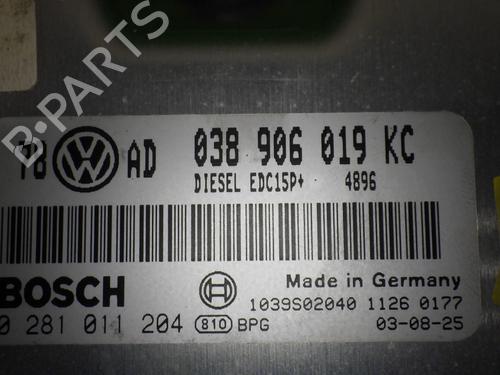 B-PARTS
78 AD 038 906 019 KC
DIESEL EDC15P+ 4896
BOSCH
Made in Germany
1039S02040 1126 0177
0 281 011 204 810 BPG 03-08-25